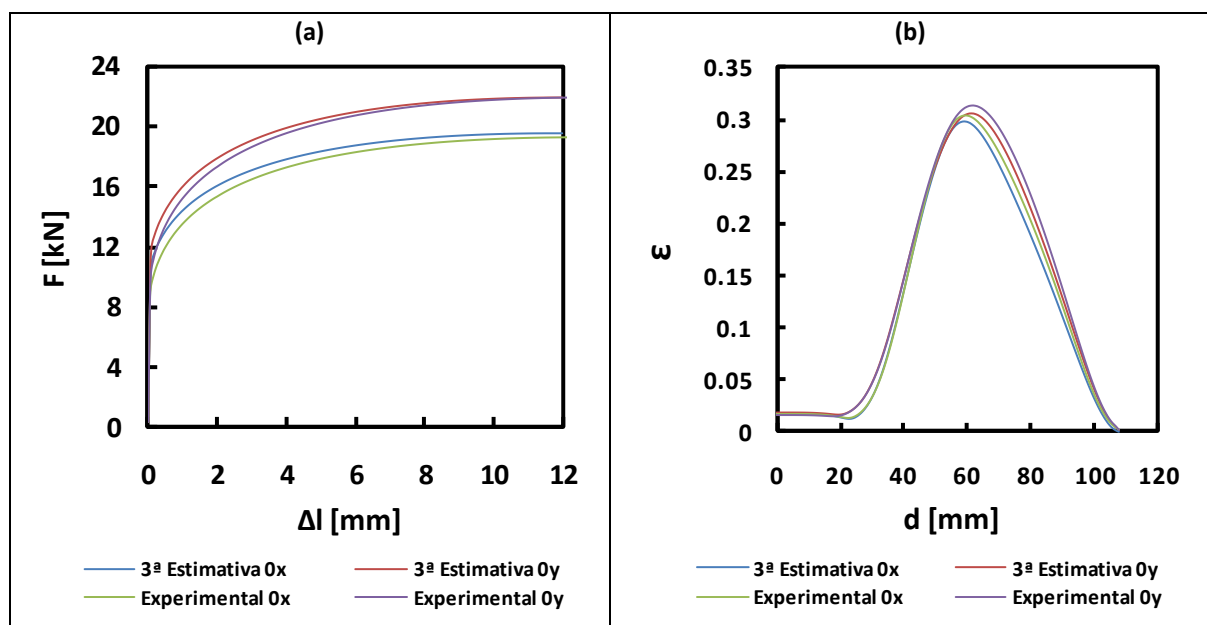 (a)
24
20
16
12
8
4
0
F [kN]
0 2 4 6 8 10 12
Δl [mm]
3ª Estimativa 0x 3ª Estimativa 0y
Experimental 0x Experimental 0y
(b)
0.35
0.3
0.25
0.2
0.15
0.1
0.05
0
ε
0 20 40 60 80 100 120
d [mm]
3ª Estimativa 0x 3ª Estimativa 0y
Experimental 0x Experimental 0y